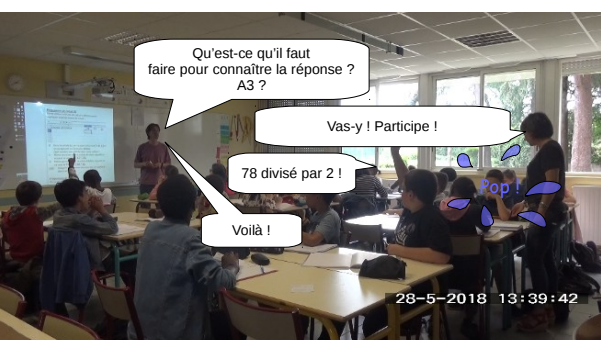 Qu'est-ce qu'il faut
faire pour connaître la réponse ?
A3 ?
Vas-y ! Participe !
78 divisé par 2 !
Pop !
Voilà !
28-5-2018 13:39:42